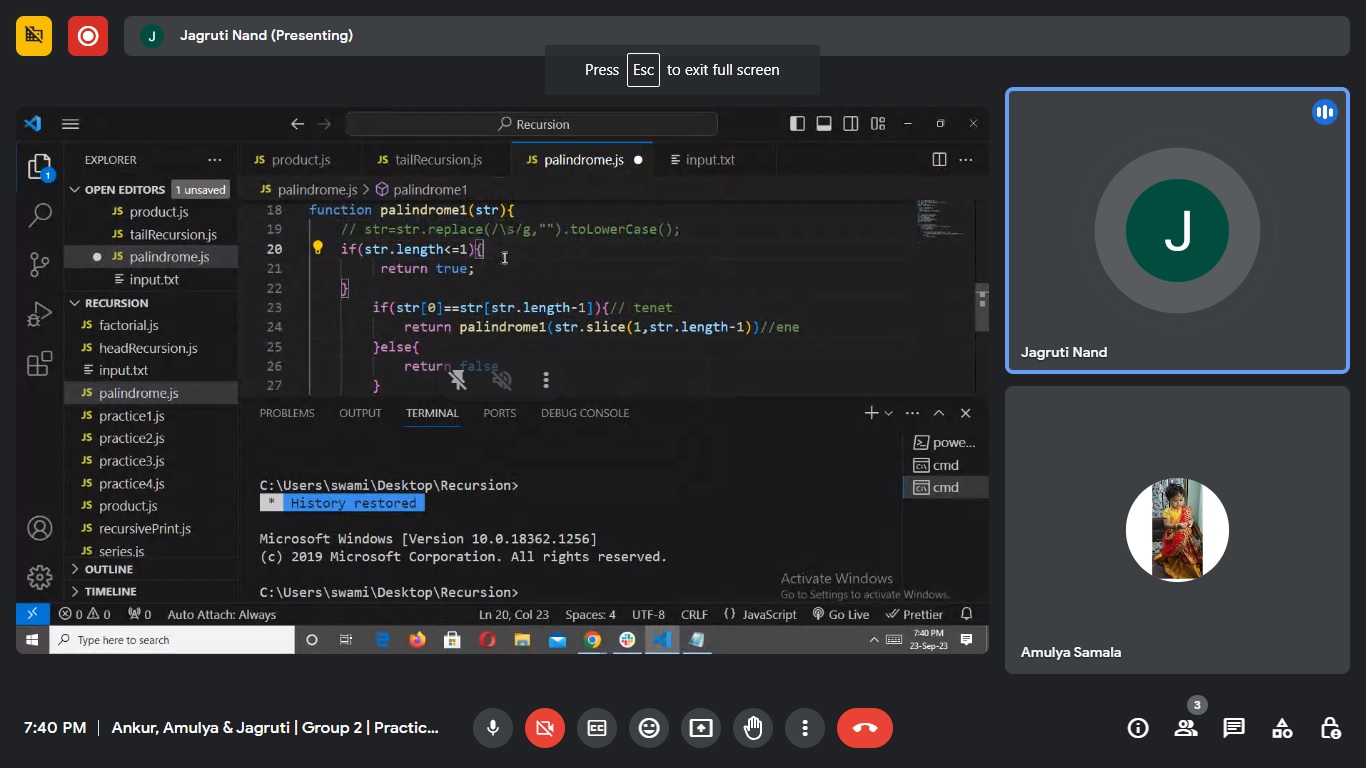 J Jagruti Nand (Presenting)
Press Esc to exit full screen
Recursion
EXPLORER
product.js
tailRecursion.js
palindrome.js
input.txt
OPEN EDITORS 1 unsaved
JS product.js
JS tailRecursion.js
JS palindrome.js
input.txt
RECURSION
JS factorial.js
JS headRecursion.js
input.txt
JS palindrome.js
JS practice1.js
JS practice2.js
JS practice3.js
JS practice4.js
JS product.js
JS recursivePrint.js
JS series.js
OUTLINE
TIMELINE
1
JS palindrome.js > palindrome1
18 function palindrome1(str){
19 // str=str.replace(/\s/g,"").toLowerCase();
20 if(str.length<=1){
21 return true;
22 }
23 if(str[0]==str[str.length-1]){// tenet
24 return palindrome1(str.slice(1,str.length-1))//ene
25 }else{
26 return false
27 }
PROBLEMS OUTPUT TERMINAL PORTS DEBUG CONSOLE
powe...
cmd
cmd
C:\Users\swami\Desktop\Recursion>
* History restored
Microsoft Windows [Version 10.0.18362.1256]
(c) 2019 Microsoft Corporation. All rights reserved.
C:\Users\swami\Desktop\Recursion>
Activate Windows
Go to Settings to activate Windows.
0 0 0 Auto Attach: Always Ln 20, Col 23 Spaces: 4 UTF-8 CRLF {} JavaScript Go Live Prettier
Type here to search
7:40 PM
23-Sep-23
J
Jagruti Nand
Amulya Samala
7:40 PM | Ankur, Amulya & Jagruti | Group 2 | Practic...
3